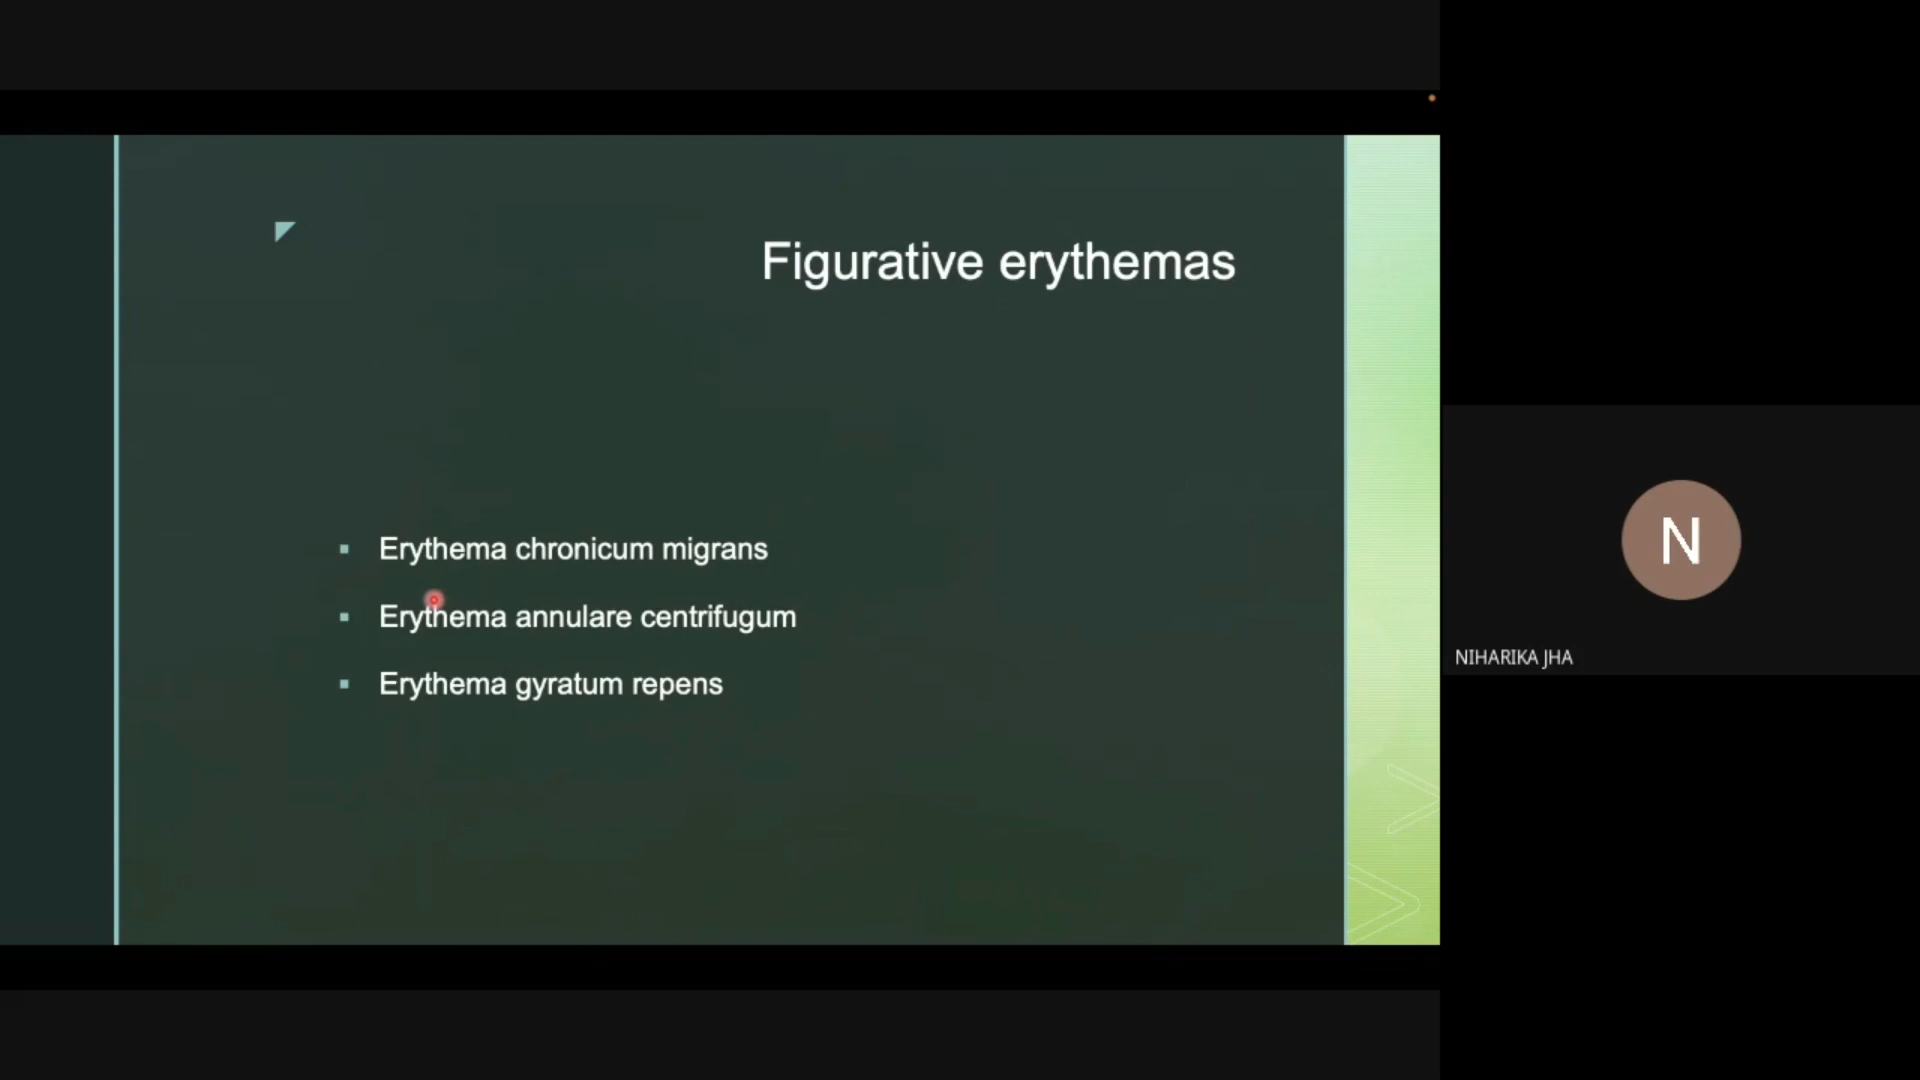 Figurative erythemas
Erythema chronicum migrans
Erythema annulare centrifugum
Erythema gyratum repens
N
NIHARIKA JHA